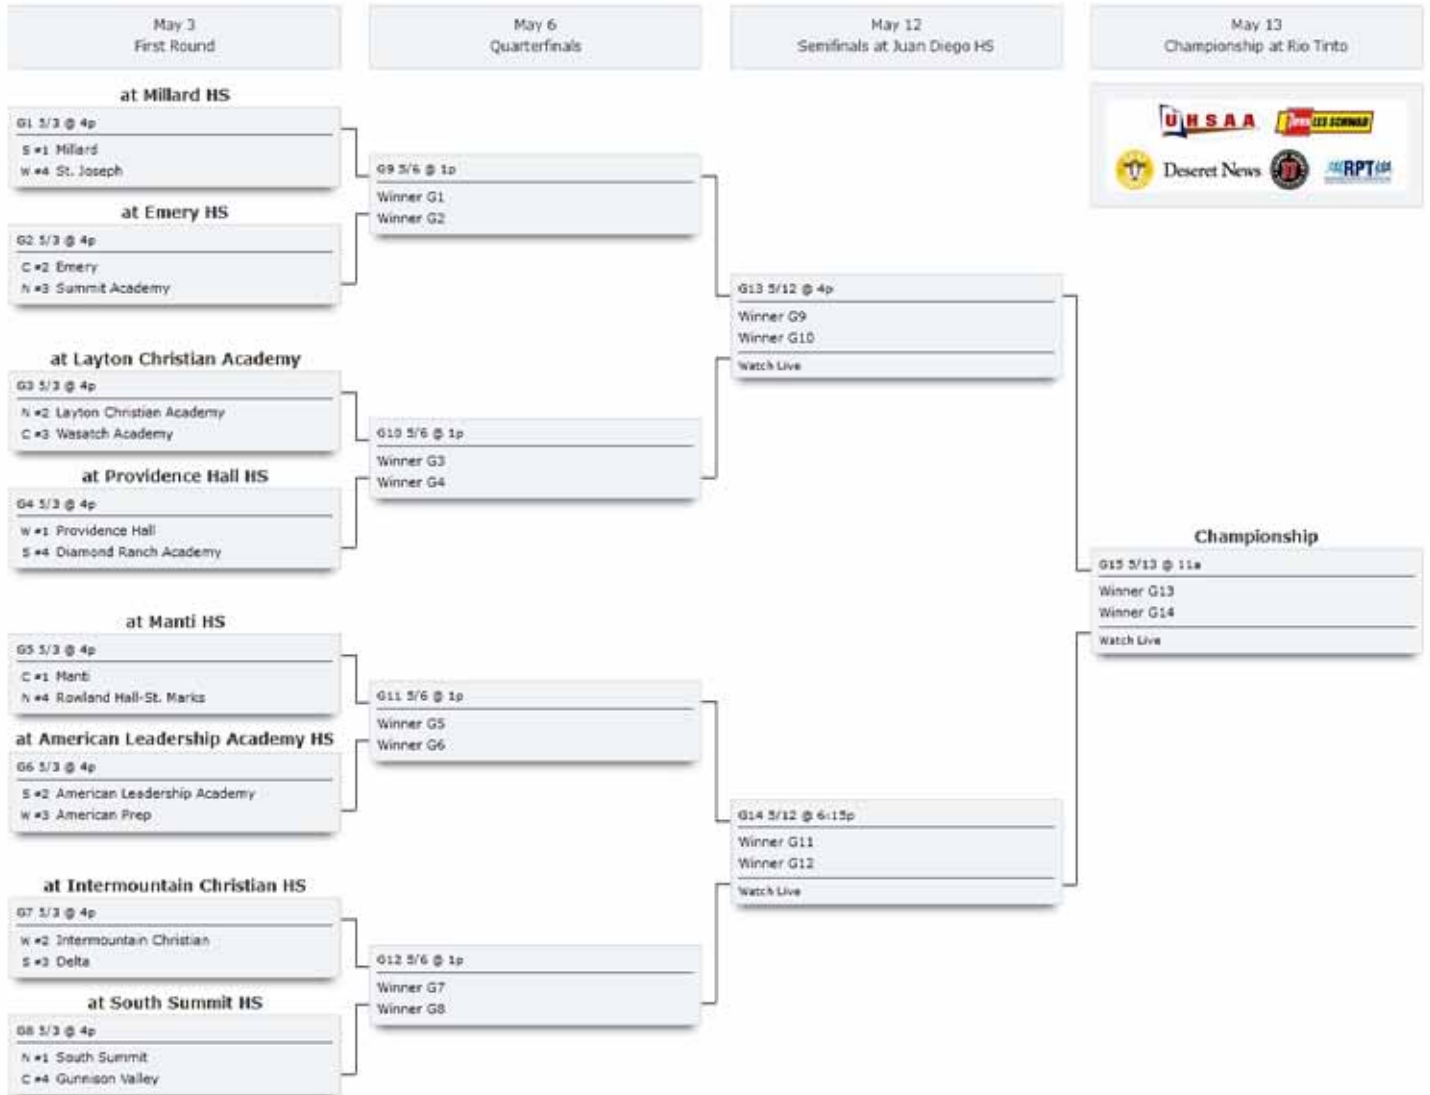 May 3
First Round
May 6
Quarterfinals
May 12
Semifinals at Juan Diego HS
May 13
Championship at Rio Tinto
UHSAA
LES SCHWAB
Deseret News
RPT
at Millard HS
G1 5/3 @ 4p
S #1 Millard
W #4 St. Joseph
at Emery HS
G2 5/3 @ 4p
C #2 Emery
N #3 Summit Academy
at Layton Christian Academy
G3 5/3 @ 4p
N #2 Layton Christian Academy
C #3 Wasatch Academy
at Providence Hall HS
G4 5/3 @ 4p
W #1 Providence Hall
S #4 Diamond Ranch Academy
at Manti HS
G5 5/3 @ 4p
C #1 Manti
N #4 Rowland Hall-St. Marks
at American Leadership Academy HS
G6 5/3 @ 4p
S #2 American Leadership Academy
W #3 American Prep
at Intermountain Christian HS
G7 5/3 @ 4p
W #2 Intermountain Christian
S #3 Delta
at South Summit HS
G8 5/3 @ 4p
N #1 South Summit
C #4 Gunnison Valley
G9 5/6 @ 1p
Winner G1
Winner G2
G10 5/6 @ 1p
Winner G3
Winner G4
G11 5/6 @ 1p
Winner G5
Winner G6
G12 5/6 @ 1p
Winner G7
Winner G8
G13 5/12 @ 4p
Winner G9
Winner G10
Watch Live
G14 5/12 @ 6:15p
Winner G11
Winner G12
Watch Live
Championship
G15 5/13 @ 11a
Winner G13
Winner G14
Watch Live